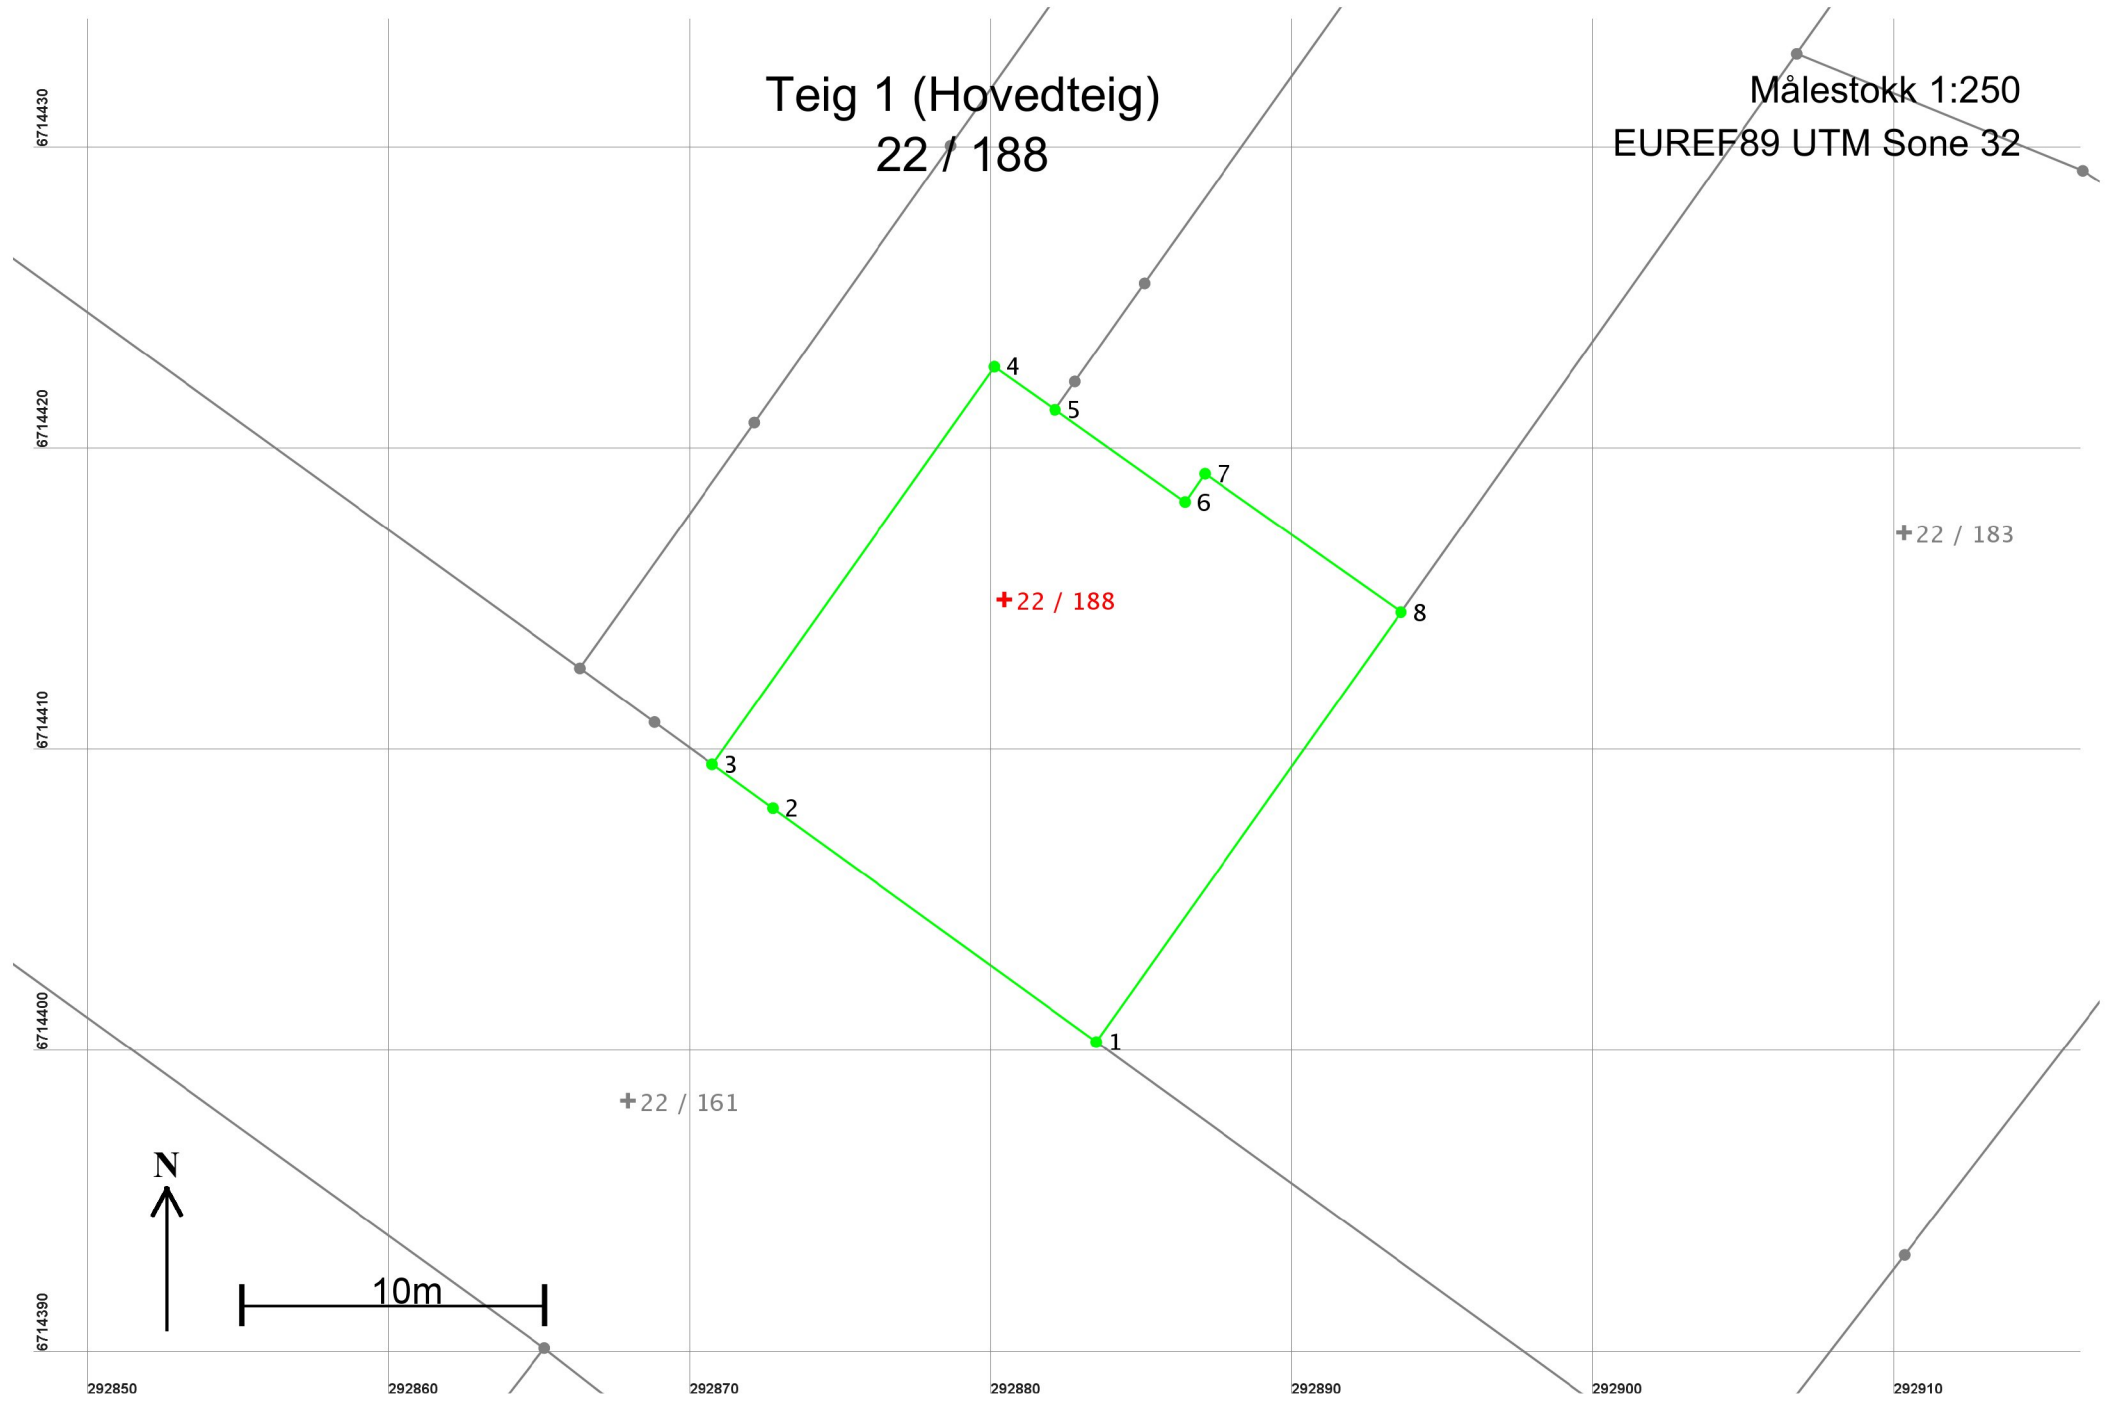 Teig 1 (Hovedteig)
22 / 188
Målestokk 1:250
EUREF89 UTM Sone 32
6714430
6714420
6714410
6714400
6714390
4
5
7
6
8
3
2
1
22 / 183
22 / 188
22 / 161
N
10m
292850
292860
292870
292880
292890
292900
292910